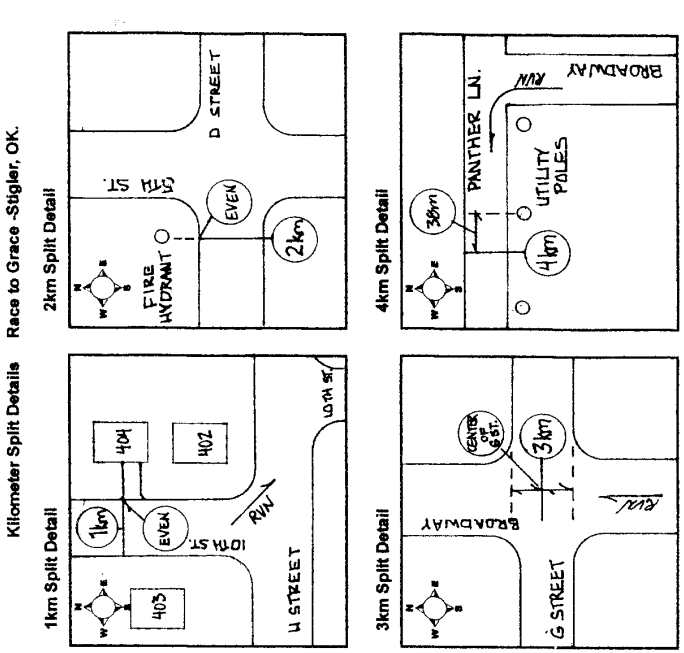 Kilometer Split Details Race to Grace -Stigler, OK.
1km Split Detail
N
W E
S
403
1km
404
402
EVEN
10TH ST.
RUN
H STREET
10TH ST.
2km Split Detail
N
W E
S
FIRE
HYDRANT
5TH ST.
D STREET
EVEN
2km
3km Split Detail
N
W E
S
BROADWAY
CENTER
OF
G ST.
3km
G STREET
RUN
4km Split Detail
N
W E
S
38m
PANTHER LN.
RUN
BROADWAY
4km
UTILITY
POLES